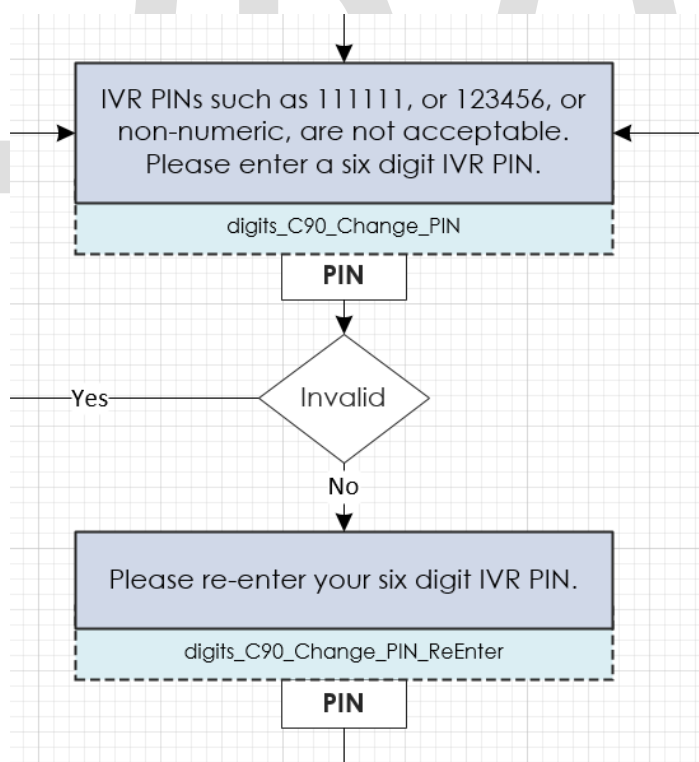 IVR PINs such as 111111, or 123456, or
non-numeric, are not acceptable.
Please enter a six digit IVR PIN.
digits_C90_Change_PIN
PIN
Invalid
Yes
No
Please re-enter your six digit IVR PIN.
digits_C90_Change_PIN_ReEnter
PIN